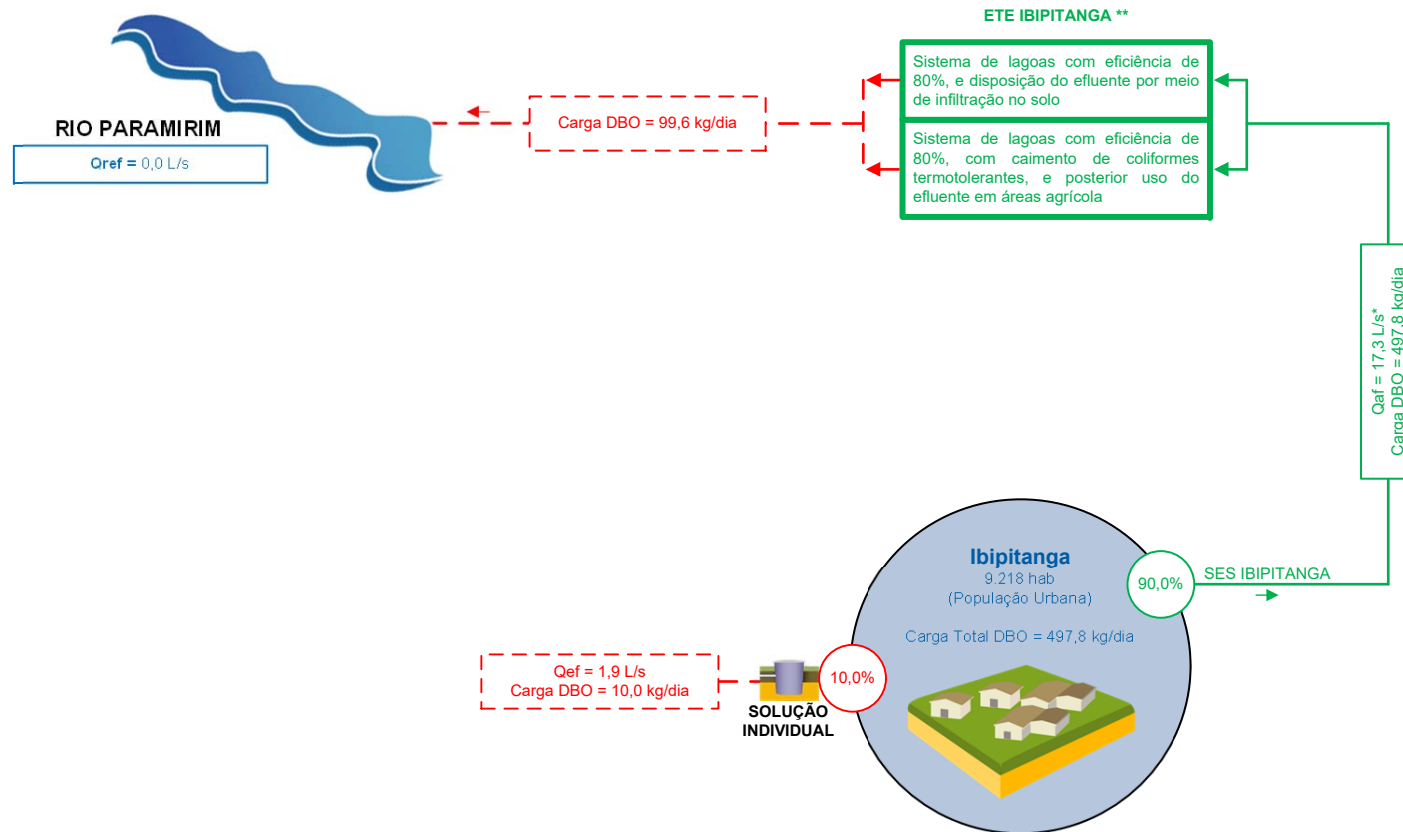 ETE IBIPITANGA **
Sistema de lagoas com eficiência de
80%, e disposição do efluente por meio
de infiltração no solo
Sistema de lagoas com eficiência de
80%, com caimento de coliformes
termotolerantes, e posterior uso do
efluente em áreas agrícola
Carga DBO = 99,6 kg/dia
RIO PARAMIRIM
Qref = 0,0 L/s
Qaf = 17,3 L/s*
Carga DBO = 497,8 kg/dia
Ibipitanga
9.218 hab
(População Urbana)
Carga Total DBO = 497,8 kg/dia
90,0%
SES IBIPITANGA
10,0%
Qef = 1,9 L/s
Carga DBO = 10,0 kg/dia
SOLUÇÃO
INDIVIDUAL